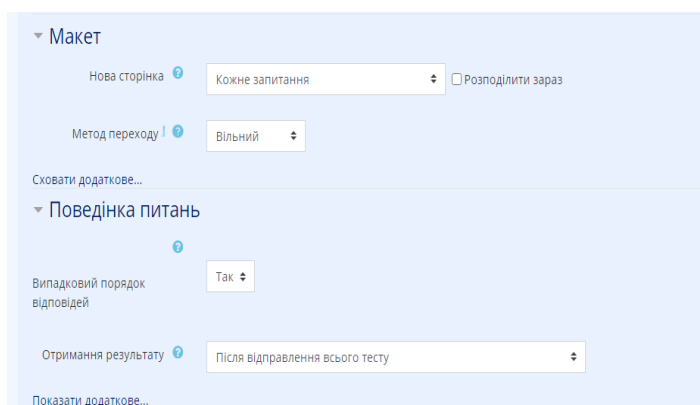 Макет
Нова сторінка
Кожне запитання
Розподілити зараз
Метод переходу !
Вільний
Сховати додаткове...
Поведінка питань
Випадковий порядок
відповідей
Так
Отримання результату
Після відправлення всього тесту
Показати додаткове...